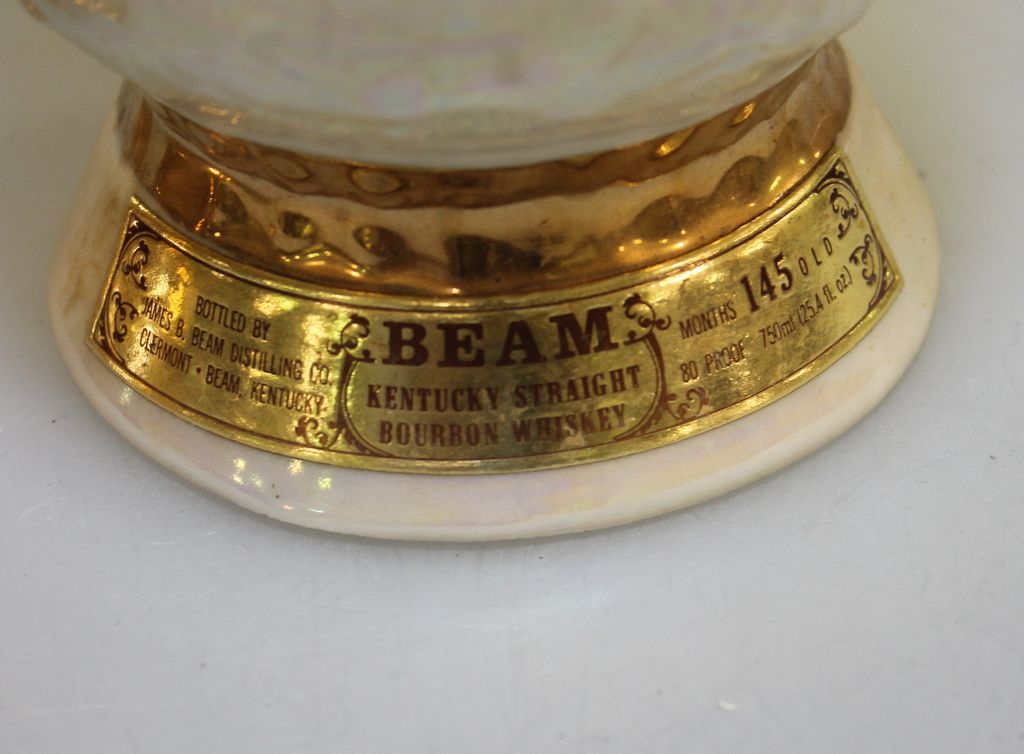 BOTTLED BY
JAMES B. BEAM DISTILLING CO.
CLERMONT • BEAM, KENTUCKY
BEAM
KENTUCKY STRAIGHT
BOURBON WHISKEY
MONTHS 145 OLD
80 PROOF 750ml (25.4 fl. oz.)